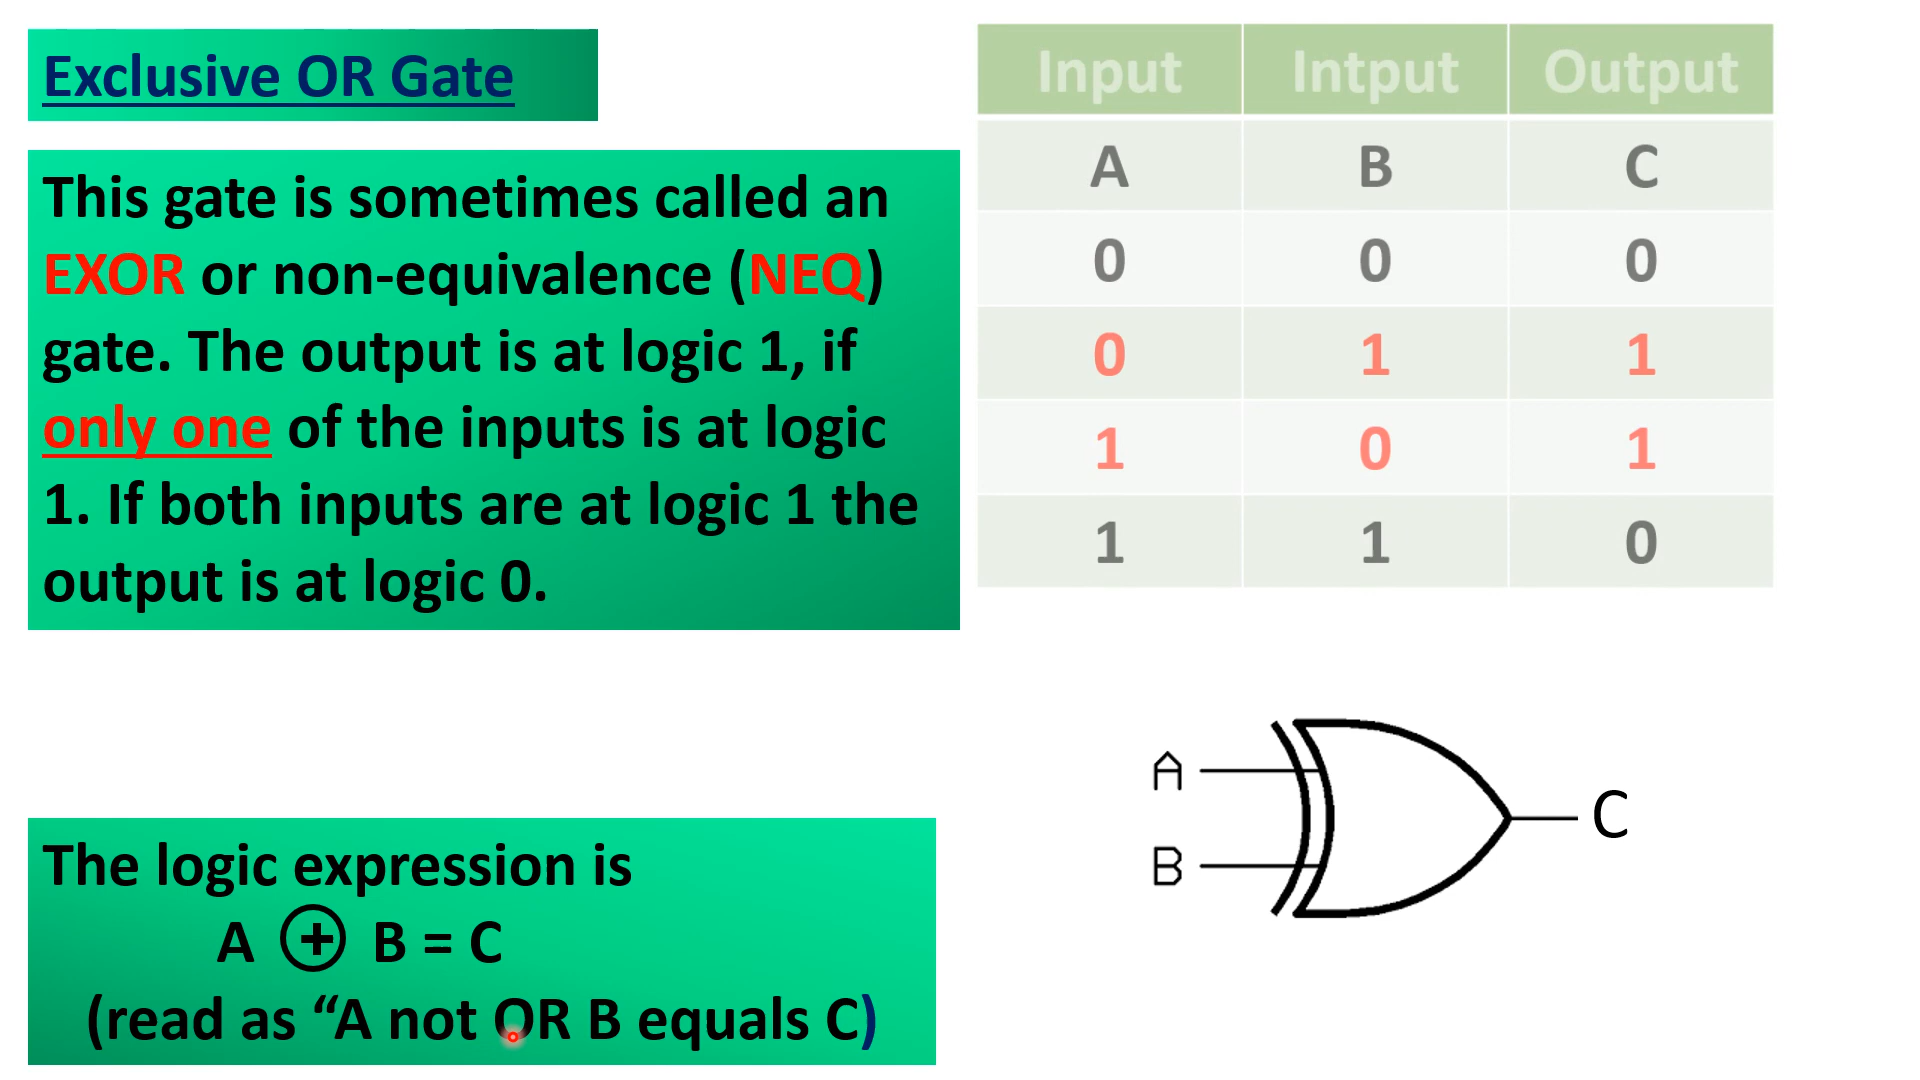 Exclusive OR Gate
This gate is sometimes called an
EXOR or non-equivalence (NEQ)
gate. The output is at logic 1, if
only one of the inputs is at logic
1. If both inputs are at logic 1 the
output is at logic 0.
Input Intput Output
A B C
0 0 0
0 1 1
1 0 1
1 1 0
A
B
C
The logic expression is
A ⊕ B = C
(read as “A not OR B equals C)